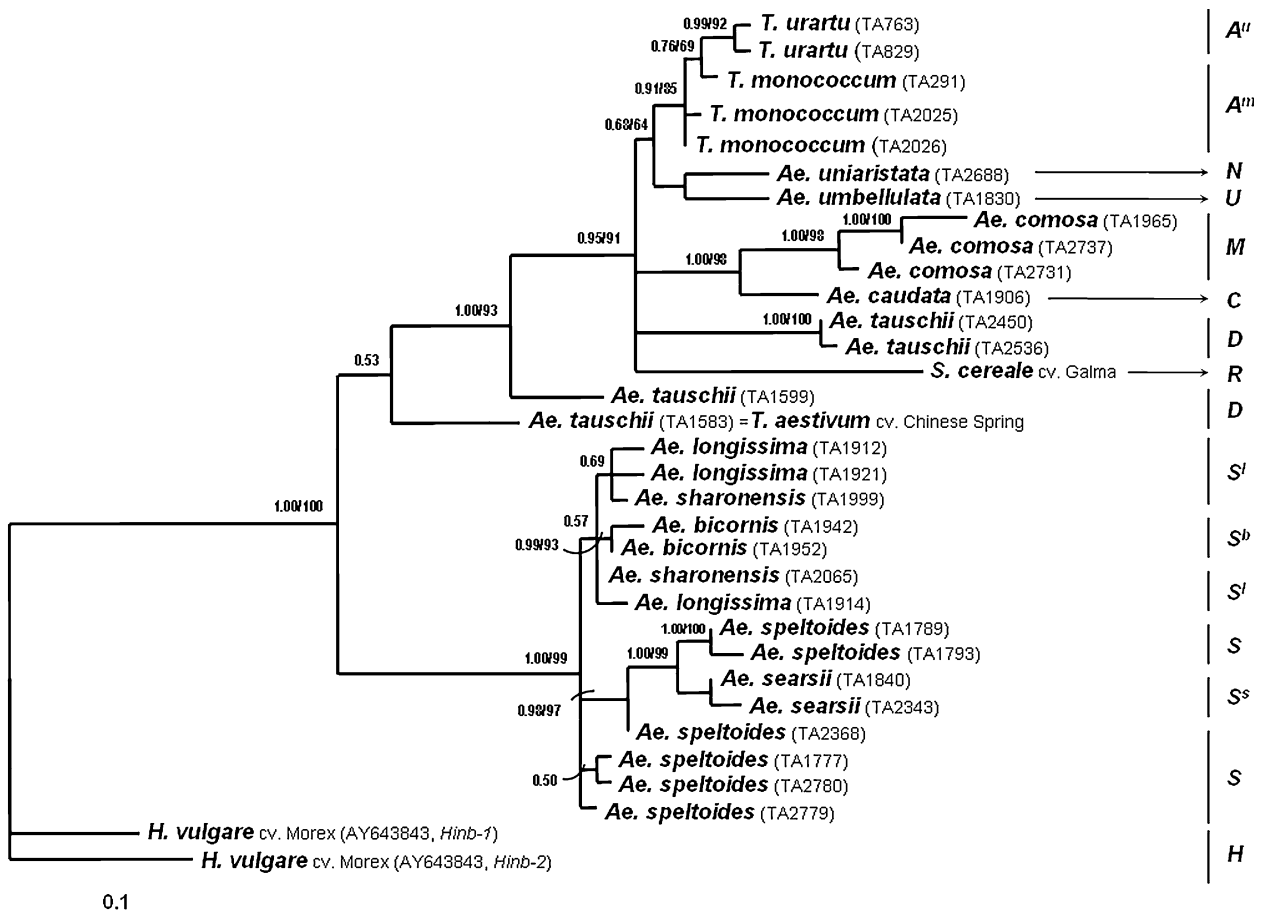 0.99/92 T. urartu (TA763) Aᵘ
0.76/69 T. urartu (TA829)
T. monococcum (TA291)
0.91/85 Aᵐ
T. monococcum (TA2025)
0.68/64
T. monococcum (TA2026)
Ae. uniaristata (TA2688) N
Ae. umbellulata (TA1830) U
1.00/100 Ae. comosa (TA1965)
0.95/91 1.00/98 Ae. comosa (TA2737) M
1.00/98 Ae. comosa (TA2731)
Ae. caudata (TA1906) C
1.00/93 1.00/100 Ae. tauschii (TA2450)
Ae. tauschii (TA2536) D
0.53 S. cereale cv. Galma R
Ae. tauschii (TA1599)
D
Ae. tauschii (TA1583) = T. aestivum cv. Chinese Spring
Ae. longissima (TA1912)
0.69 Ae. longissima (TA1921) Sˡ
Ae. sharonensis (TA1999)
1.00/100 0.57 Ae. bicornis (TA1942)
0.99/93 Ae. bicornis (TA1952) Sᵇ
Ae. sharonensis (TA2065)
Sˡ
Ae. longissima (TA1914)
1.00/100 Ae. speltoides (TA1789)
S
1.00/99 1.00/99 Ae. speltoides (TA1793)
Ae. searsii (TA1840)
0.98/97 Ae. searsii (TA2343) Sˢ
Ae. speltoides (TA2368)
Ae. speltoides (TA1777)
0.50 Ae. speltoides (TA2780) S
Ae. speltoides (TA2779)
H. vulgare cv. Morex (AY643843, Hinb-1)
H. vulgare cv. Morex (AY643843, Hinb-2) H
0.1